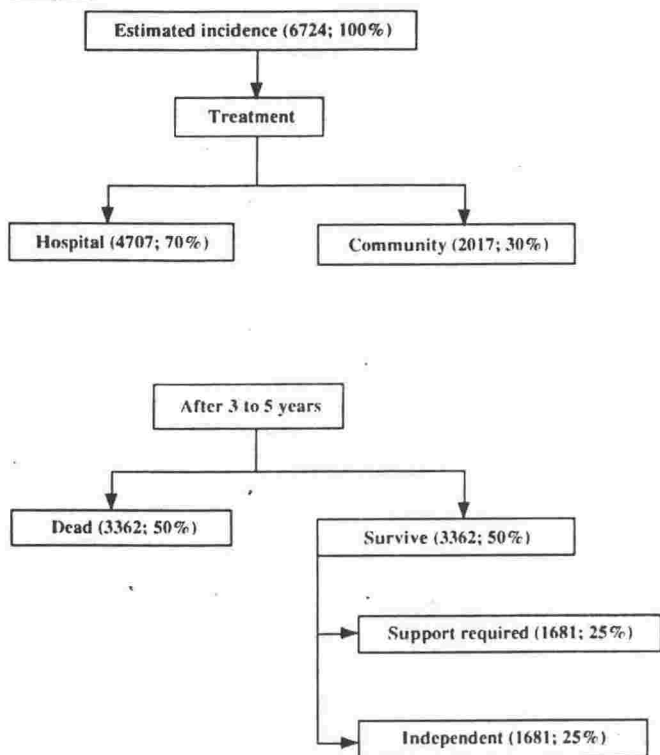 Estimated incidence (6724; 100%)
Treatment
Hospital (4707; 70%)
Community (2017; 30%)
After 3 to 5 years
Dead (3362; 50%)
Survive (3362; 50%)
Support required (1681; 25%)
Independent (1681; 25%)